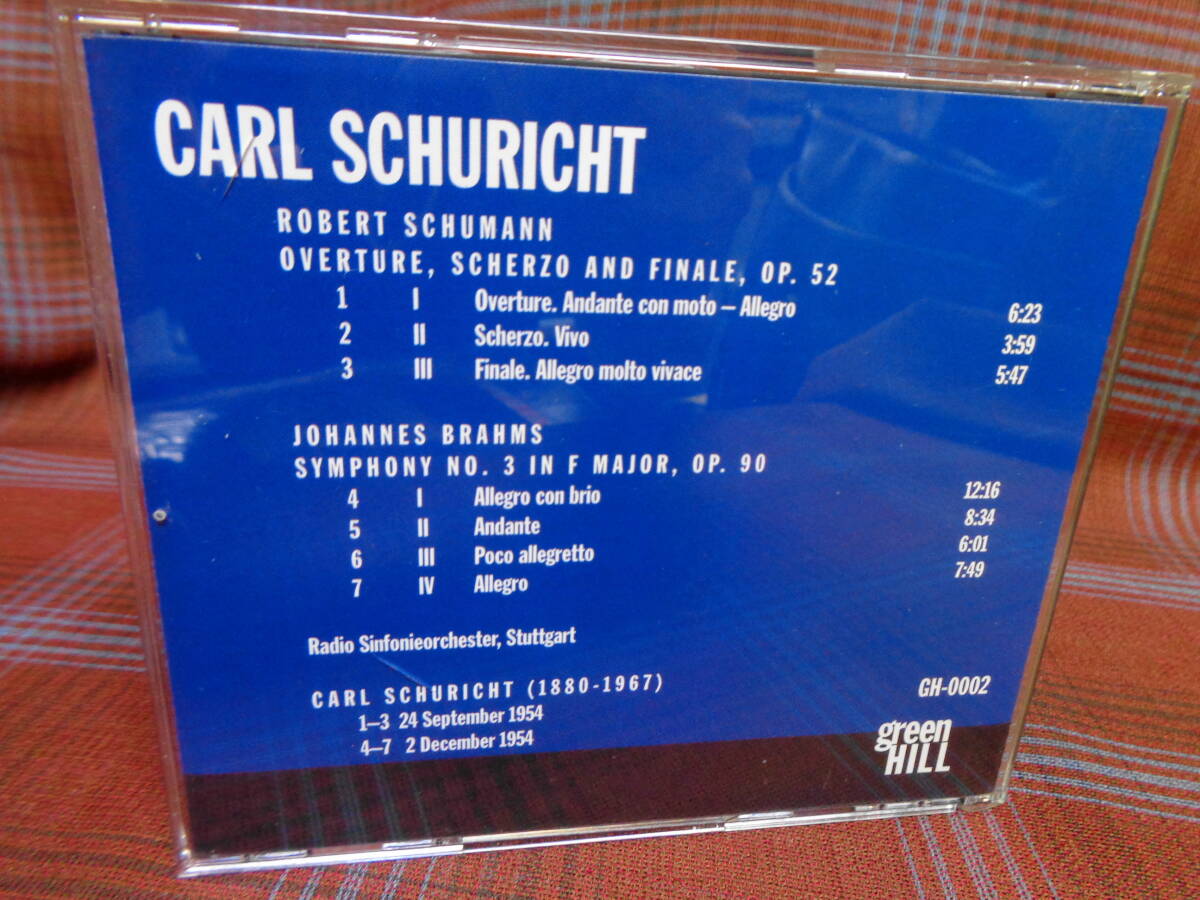 CARL SCHURICHT
ROBERT SCHUMANN
OVERTURE, SCHERZO AND FINALE, OP. 52
1 I Overture. Andante con moto – Allegro 6:23
2 II Scherzo. Vivo 3:59
3 III Finale. Allegro molto vivace 5:47
JOHANNES BRAHMS
SYMPHONY NO. 3 IN F MAJOR, OP. 90
4 I Allegro con brio 12:16
5 II Andante 8:34
6 III Poco allegretto 6:01
7 IV Allegro 7:49
Radio Sinfonieorchester, Stuttgart
CARL SCHURICHT (1880-1967)
1–3 24 September 1954
4–7 2 December 1954
GH-0002
green
HILL